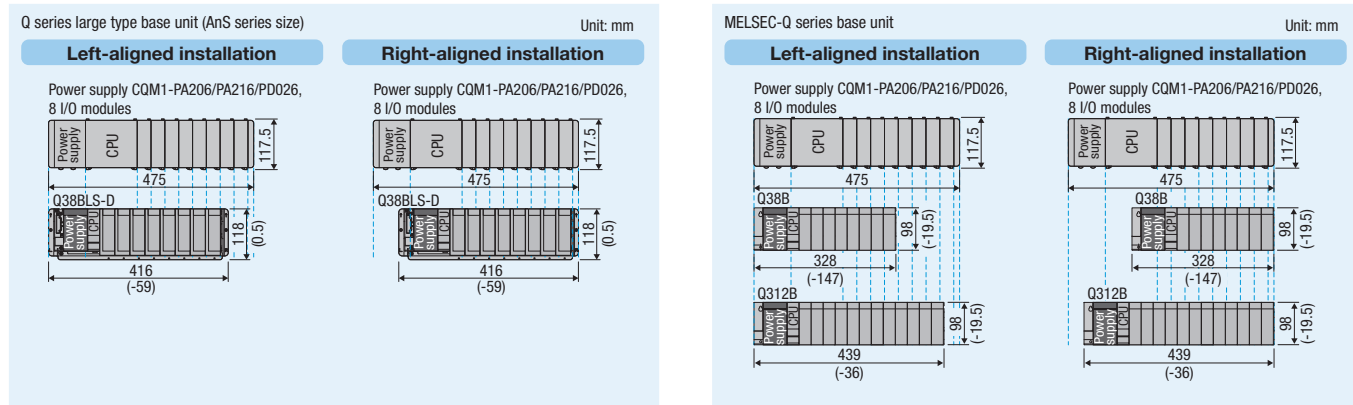 Q series large type base unit (AnS series size)
Unit: mm
Left-aligned installation
Power supply CQM1-PA206/PA216/PD026,
8 I/O modules
Power
supply
CPU
117.5
475
Q38BLS-D
Power
supply
CPU
118
(0.5)
416
(-59)
Right-aligned installation
Power supply CQM1-PA206/PA216/PD026,
8 I/O modules
Power
supply
CPU
117.5
475
Q38BLS-D
Power
supply
CPU
118
(0.5)
416
(-59)
MELSEC-Q series base unit
Unit: mm
Left-aligned installation
Power supply CQM1-PA206/PA216/PD026,
8 I/O modules
Power
supply
CPU
117.5
475
Q38B
Power
supply
CPU
98
(-19.5)
328
(-147)
Q312B
Power
supply
CPU
98
(-19.5)
439
(-36)
Right-aligned installation
Power supply CQM1-PA206/PA216/PD026,
8 I/O modules
Power
supply
CPU
117.5
475
Q38B
Power
supply
CPU
98
(-19.5)
328
(-147)
Q312B
Power
supply
CPU
98
(-19.5)
439
(-36)